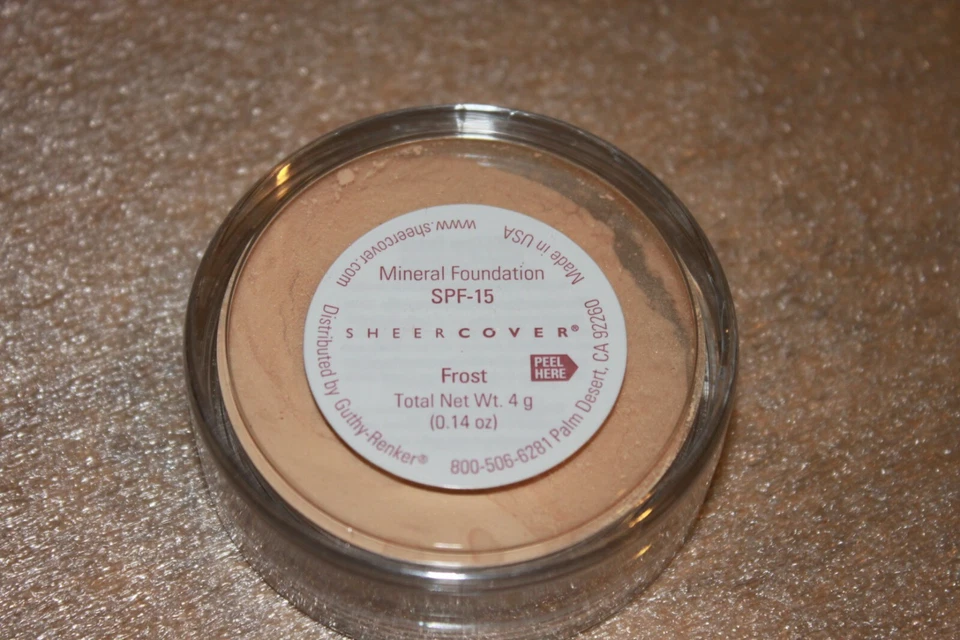 Mineral Foundation
SPF-15
SHEERCOVER®
PEEL
HERE
Frost
Total Net Wt. 4 g
(0.14 oz)
Distributed by Guthy-Renker® 800-506-6281 Palm Desert, CA 92260
Made in USA www.sheercover.com